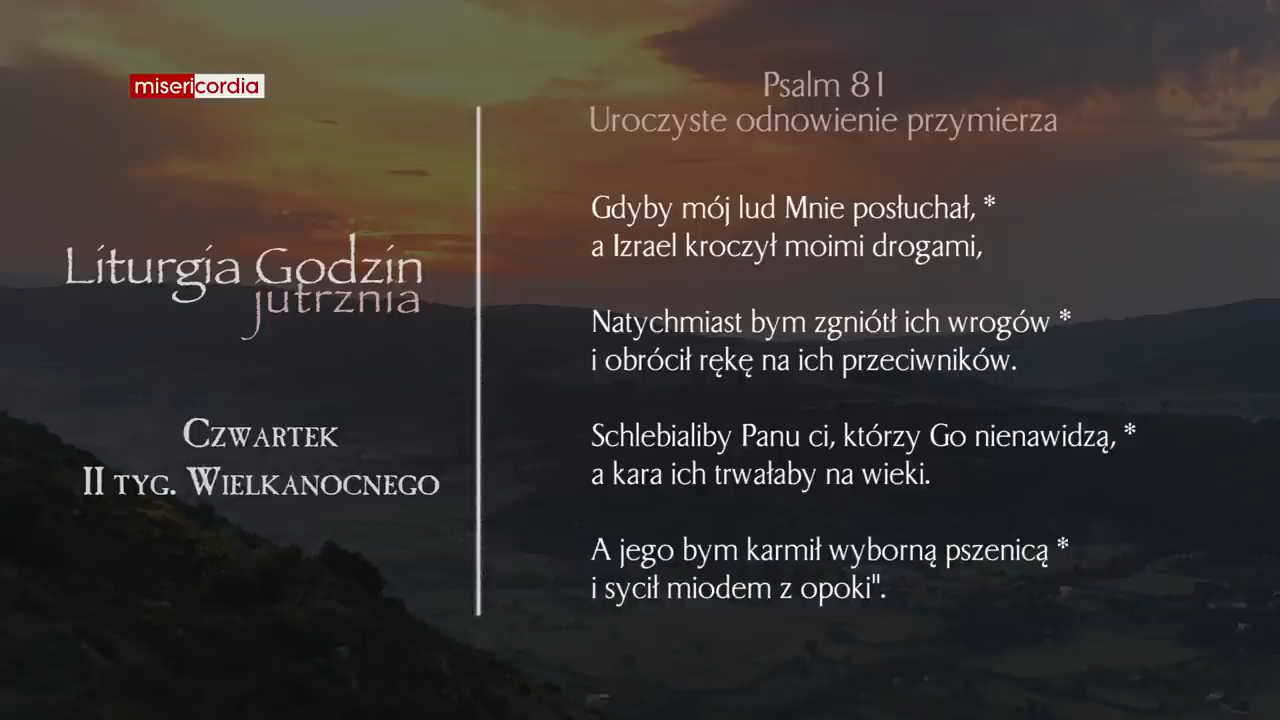 misericordia
Liturgia Godzin
jutrznia
Czwartek
II tyg. Wielkanocnego
Psalm 81
Uroczyste odnowienie przymierza
Gdyby mój lud Mnie posłuchał, *
a Izrael kroczył moimi drogami,
Natychmiast bym zgniótł ich wrogów *
i obrócił rękę na ich przeciwników.
Schlebialiby Panu ci, którzy Go nienawidzą, *
a kara ich trwałaby na wieki.
A jego bym karmił wyborną pszenicą *
i sycił miodem z opoki".